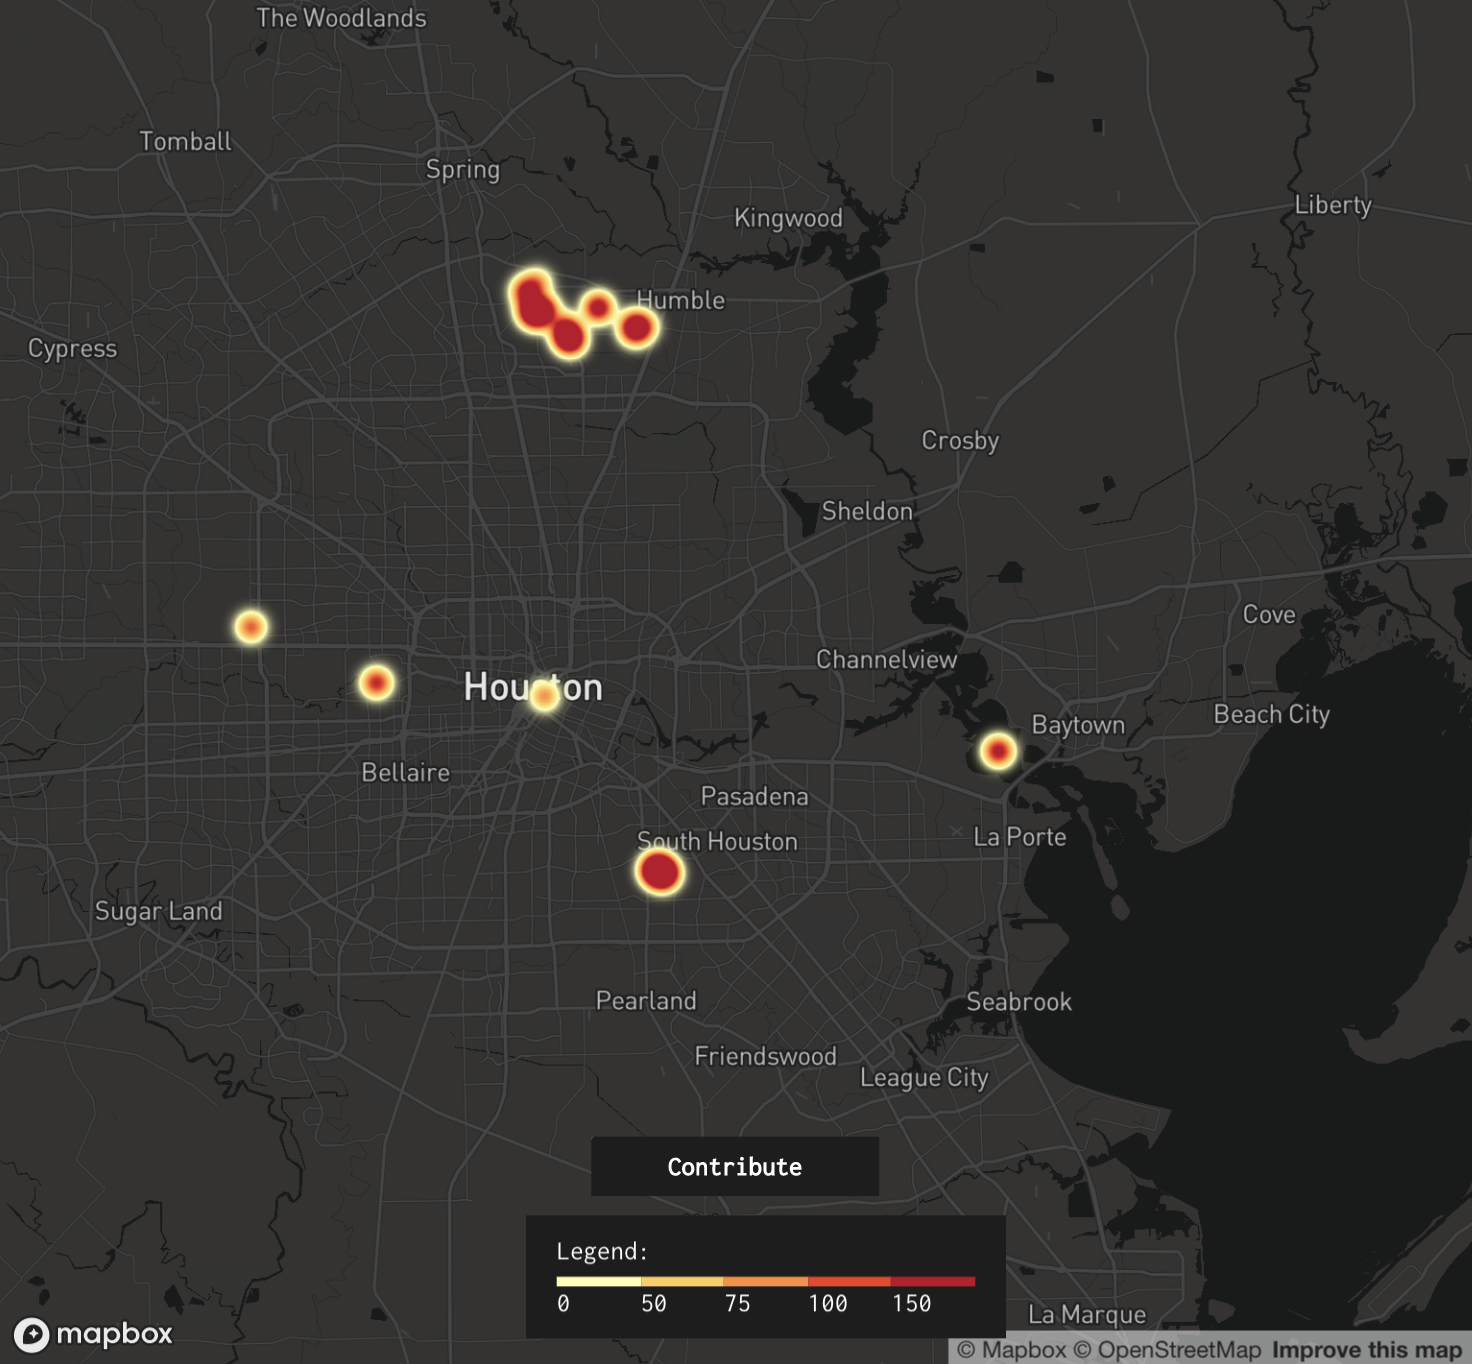 The Woodlands
Tomball
Spring
Liberty
Kingwood
Humble
Cypress
Crosby
Sheldon
Cove
Channelview
Houston
Beach City
Baytown
Bellaire
Pasadena
La Porte
South Houston
Sugar Land
Pearland
Seabrook
Friendswood
League City
Contribute
Legend:
0 50 75 100 150
La Marque
mapbox
© Mapbox © OpenStreetMap Improve this map